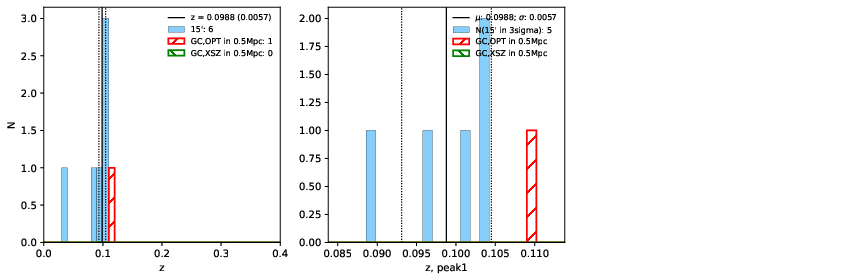 z = 0.0988 (0.0057)
15': 6
GC,OPT in 0.5Mpc: 1
GC,XSZ in 0.5Mpc: 0
3.0
2.5
2.0
1.5
1.0
0.5
0.0
N
0.0 0.1 0.2 0.3 0.4
z
μ: 0.0988; σ: 0.0057
N(15' in 3sigma): 5
GC,OPT in 0.5Mpc
GC,XSZ in 0.5Mpc
2.00
1.75
1.50
1.25
1.00
0.75
0.50
0.25
0.00
0.085 0.090 0.095 0.100 0.105 0.110
z, peak1